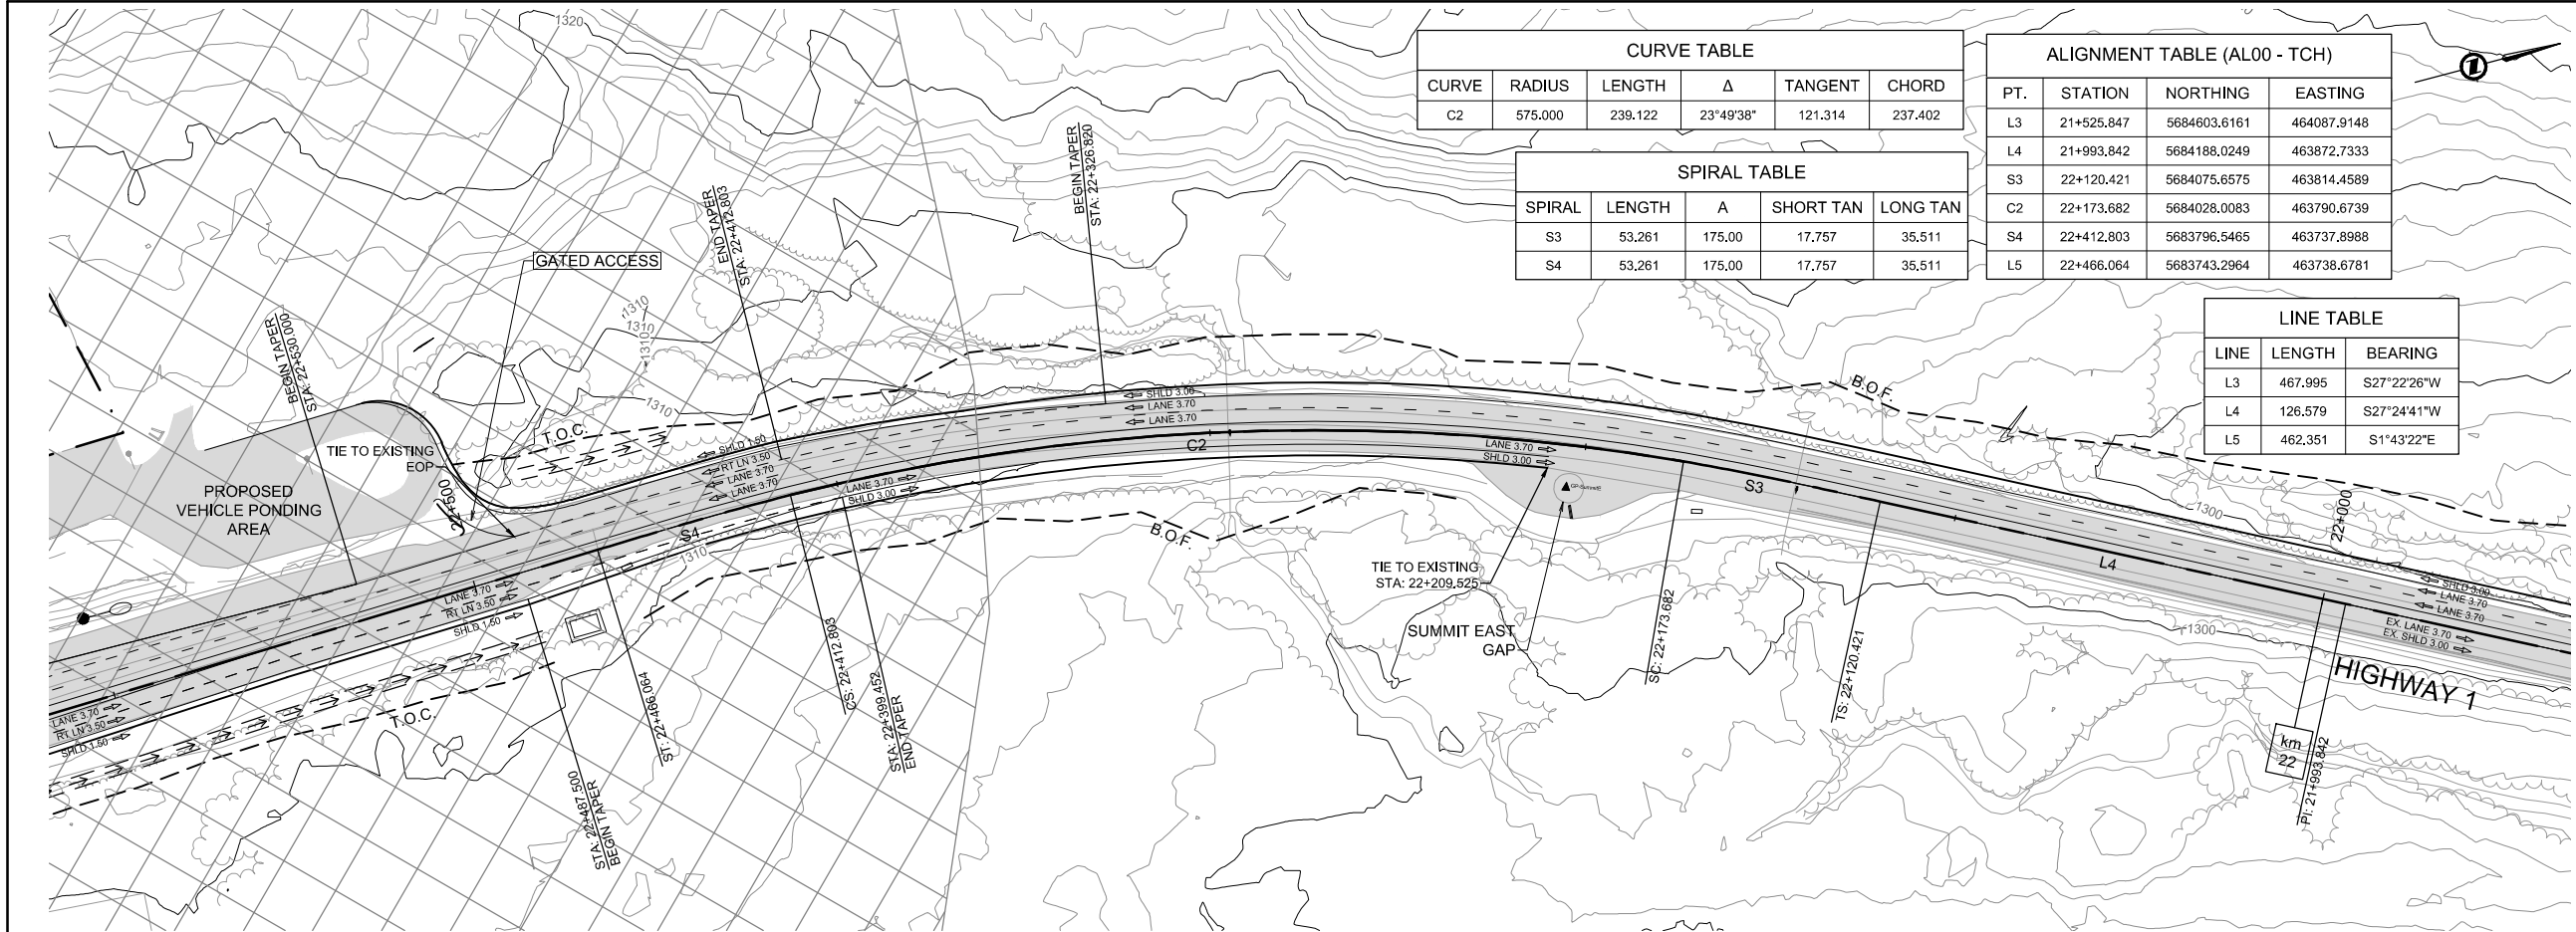 1320
CURVE TABLE
CURVE RADIUS LENGTH Δ TANGENT CHORD
C2 575.000 239.122 23°49'38" 121.314 237.402
SPIRAL TABLE
SPIRAL LENGTH A SHORT TAN LONG TAN
S3 53.261 175.00 17.757 35.511
S4 53.261 175.00 17.757 35.511
ALIGNMENT TABLE (AL00 - TCH)
PT. STATION NORTHING EASTING
L3 21+525.847 5684603.6161 464087.9148
L4 21+993.842 5684188.0249 463872.7333
S3 22+120.421 5684075.6575 463814.4589
C2 22+173.682 5684028.0083 463790.6739
S4 22+412.803 5683796.5465 463737.8988
L5 22+466.064 5683743.2964 463738.6781
LINE TABLE
LINE LENGTH BEARING
L3 467.995 S27°22'26"W
L4 126.579 S27°24'41"W
L5 462.351 S1°43'22"E
BEGIN TAPER
STA: 22+326.820
END TAPER
STA: 22+412.803
GATED ACCESS
BEGIN TAPER
STA: 22+530.000
1310
1310
1310
1310
T.O.C.
TIE TO EXISTING
EOP
22+500
PROPOSED
VEHICLE PONDING
AREA
SHLD 3.00
LANE 3.70
LANE 3.70
SHLD 1.50
RT LN 3.50
LANE 3.70
LANE 3.70
LANE 3.70
SHLD 3.00
C2
LANE 3.70
SHLD 3.00
GP-SummitE
S3
B.O.F.
1300
22+000
S4
1310
B.O.F.
TIE TO EXISTING
STA: 22+209.525
SUMMIT EAST
GAP
L4
SHLD 3.00
LANE 3.70
LANE 3.70
EX. LANE 3.70
EX. SHLD 3.00
1300
HIGHWAY 1
LANE 3.70
RT LN 3.50
SHLD 1.50
LANE 3.70
RT LN 3.50
SHLD 1.50
T.O.C.
STA: 22+487.500
BEGIN TAPER
ST: 22+466.064
CS: 22+412.803
STA: 22+399.452
END TAPER
SC: 22+173.682
TS: 22+120.421
km
22
PI: 21+993.842